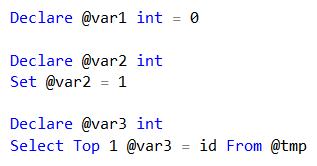 Declare @var1 int = 0
Declare @var2 int
Set @var2 = 1
Declare @var3 int
Select Top 1 @var3 = id From @tmp